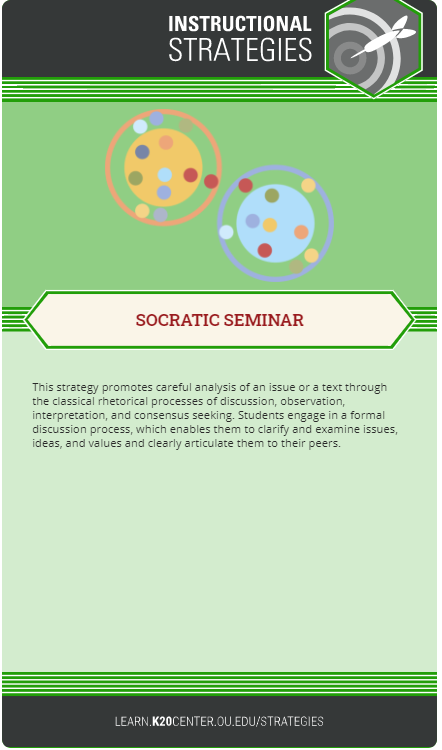 INSTRUCTIONAL
STRATEGIES
SOCRATIC SEMINAR
This strategy promotes careful analysis of an issue or a text through
the classical rhetorical processes of discussion, observation,
interpretation, and consensus seeking. Students engage in a formal
discussion process, which enables them to clarify and examine issues,
ideas, and values and clearly articulate them to their peers.
LEARN.K20CENTER.OU.EDU/STRATEGIES